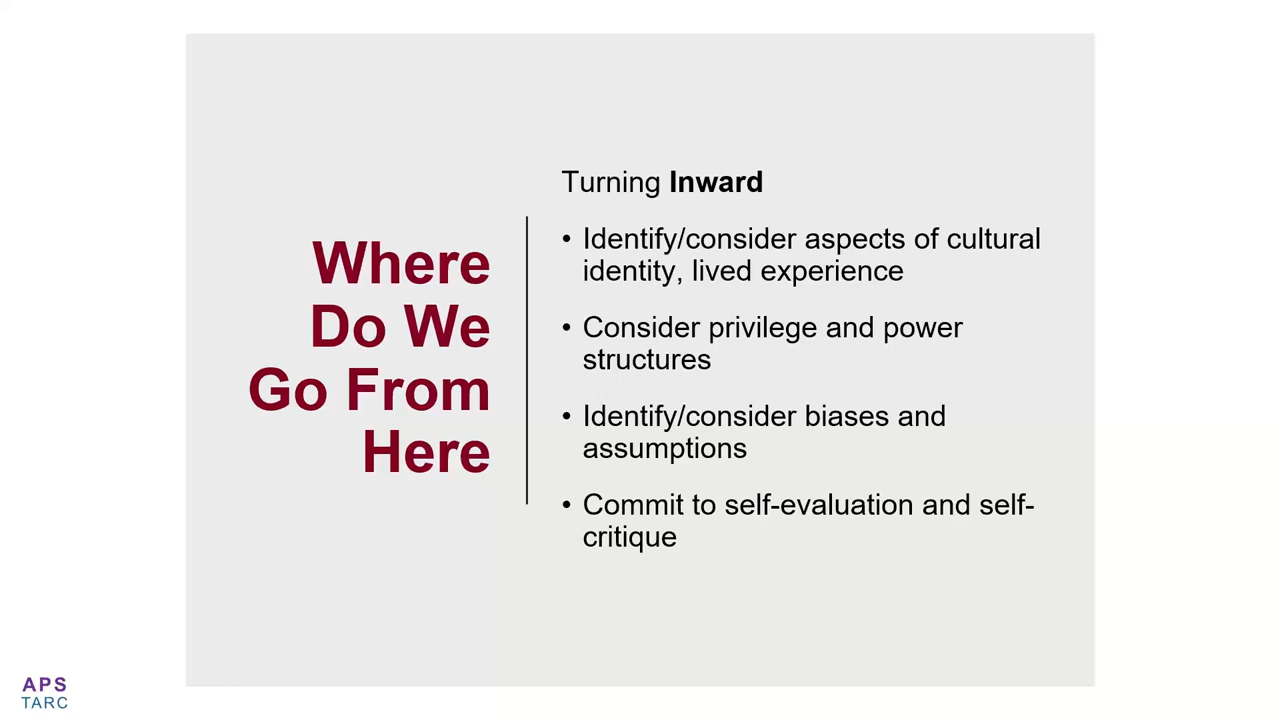 Where
Do We
Go From
Here
Turning Inward
• Identify/consider aspects of cultural
identity, lived experience
• Consider privilege and power
structures
• Identify/consider biases and
assumptions
• Commit to self-evaluation and self-
critique
APS
TARC